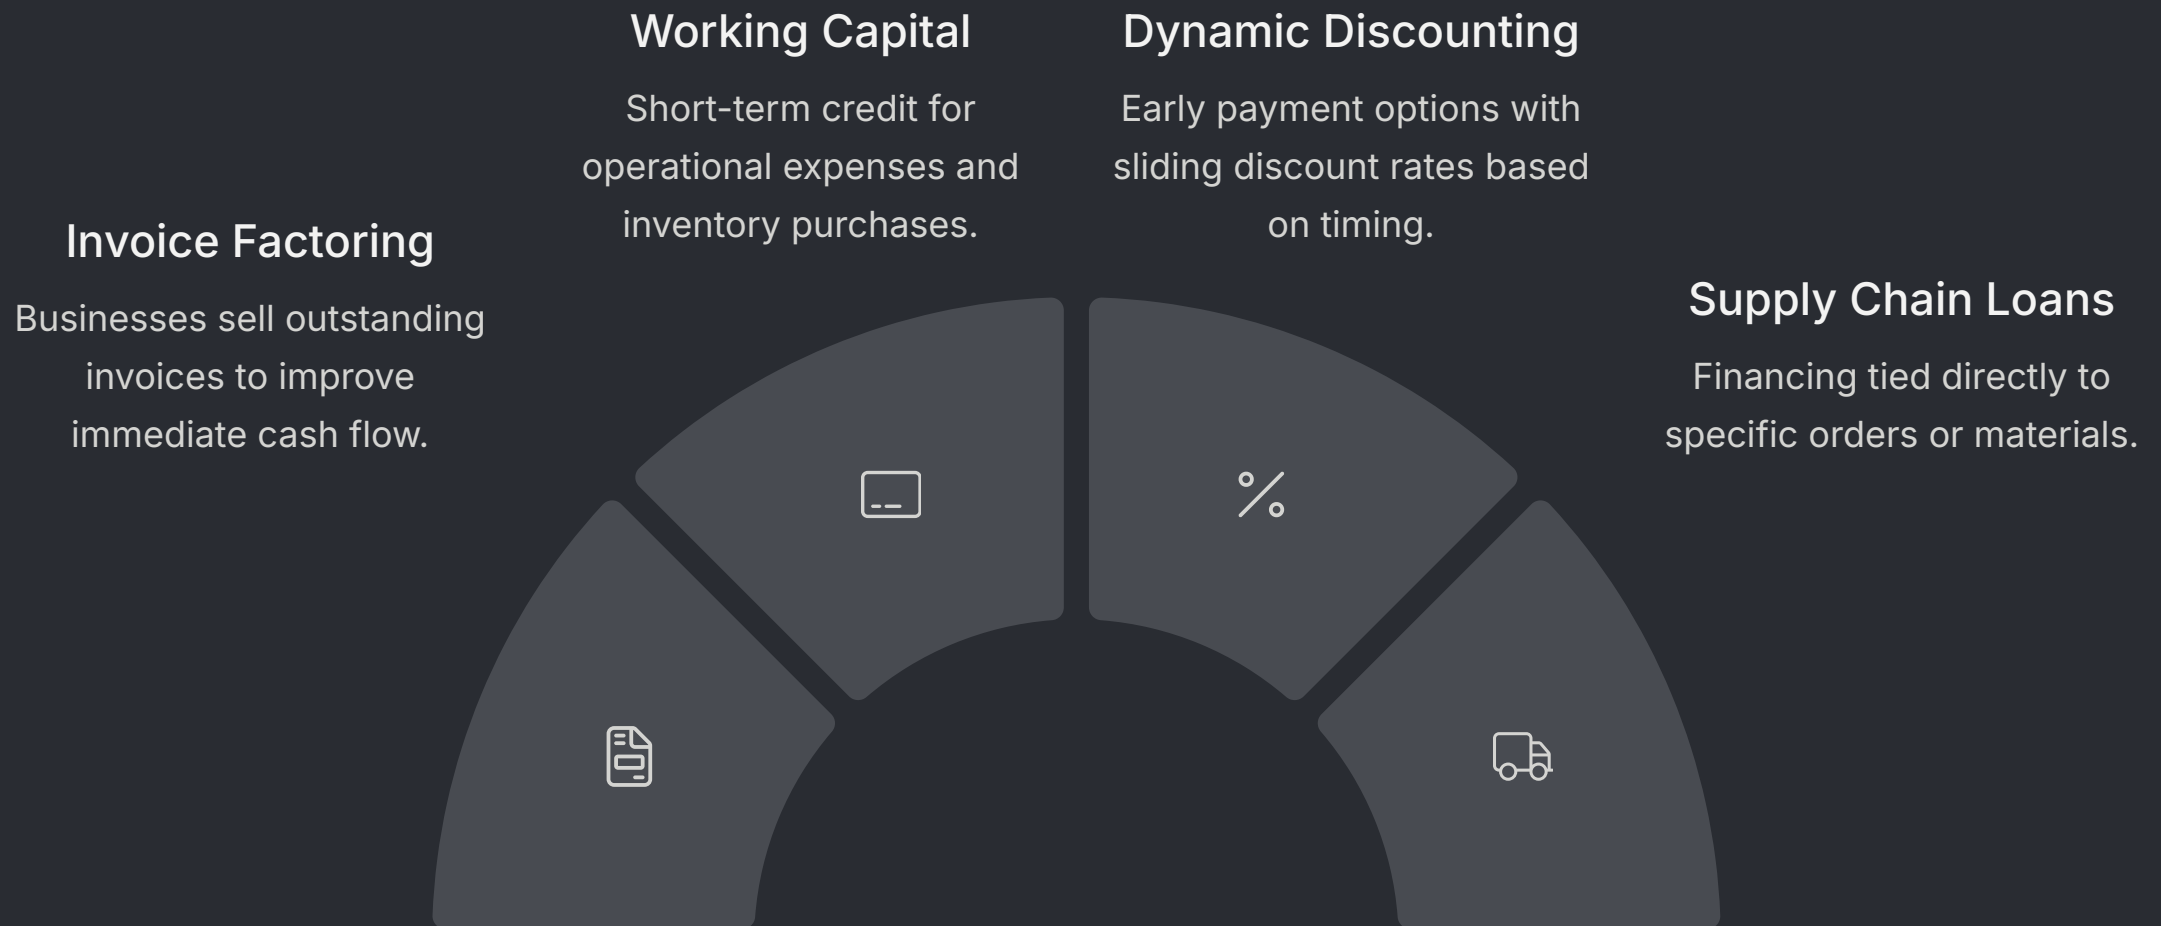 Working Capital
Short-term credit for
operational expenses and
inventory purchases.
Dynamic Discounting
Early payment options with
sliding discount rates based
on timing.
Invoice Factoring
Businesses sell outstanding
invoices to improve
immediate cash flow.
Supply Chain Loans
Financing tied directly to
specific orders or materials.